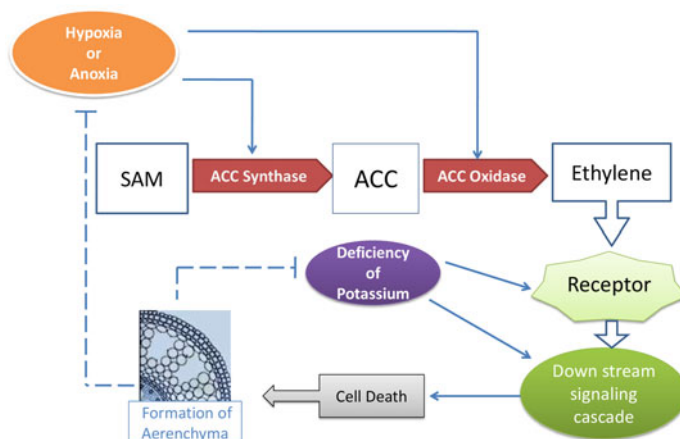 Hypoxia
or
Anoxia
SAM
ACC Synthase
ACC
ACC Oxidase
Ethylene
Deficiency
of
Potassium
Receptor
Down stream
signaling
cascade
Cell Death
Formation of
Aerenchyma